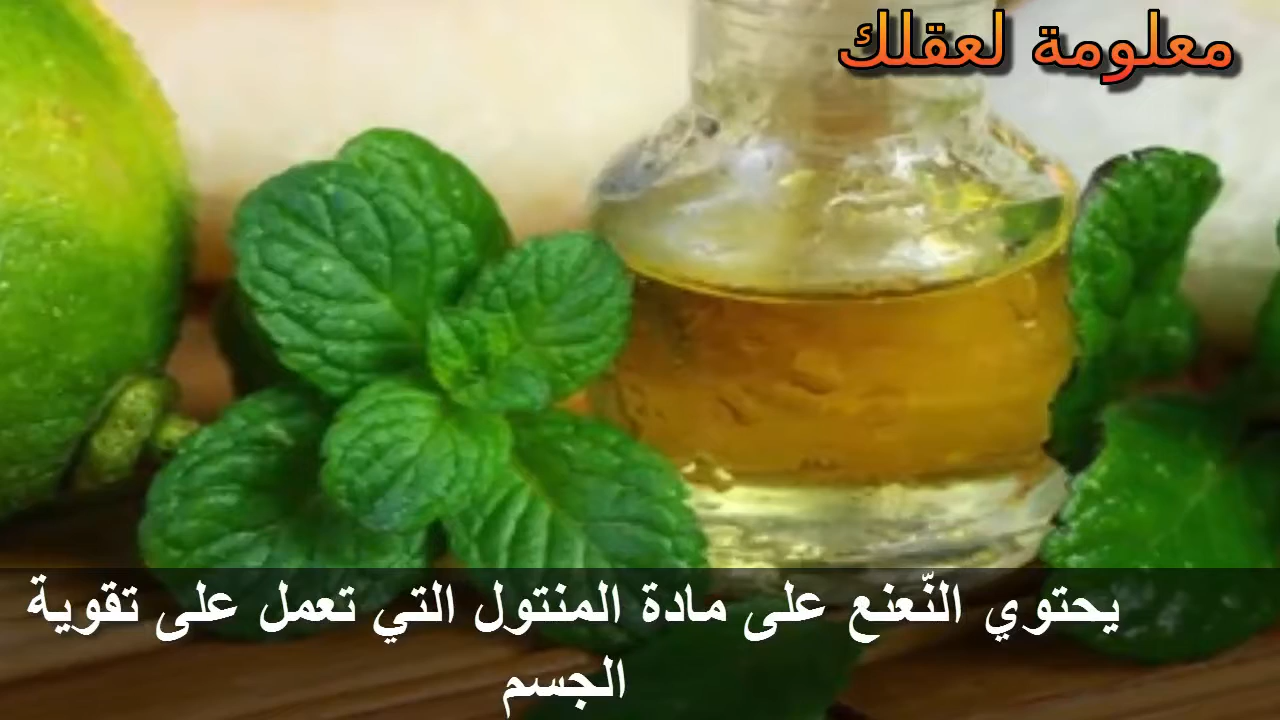 معلومة لعقلك
يحتوي النّعنع على مادة المنتول التي تعمل على تقوية
الجسم